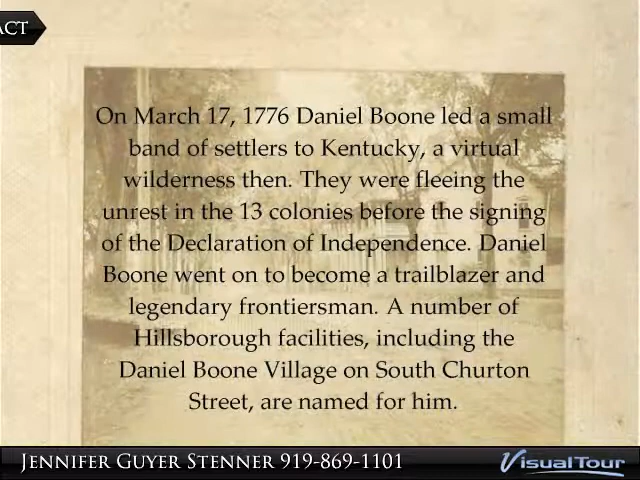 ACT
On March 17, 1776 Daniel Boone led a small
band of settlers to Kentucky, a virtual
wilderness then. They were fleeing the
unrest in the 13 colonies before the signing
of the Declaration of Independence. Daniel
Boone went on to become a trailblazer and
legendary frontiersman. A number of
Hillsborough facilities, including the
Daniel Boone Village on South Churton
Street, are named for him.
JENNIFER GUYER STENNER 919-869-1101
VISUALTOUR